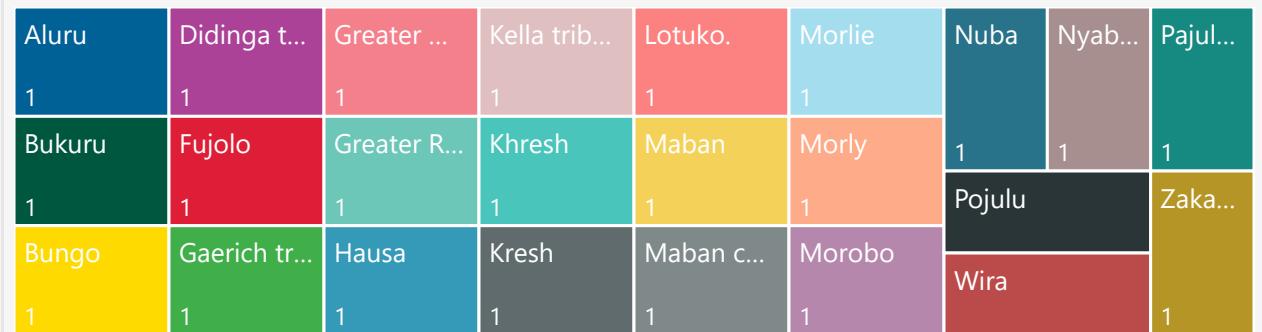 Aluru
1
Didinga t...
1
Greater ...
1
Kella trib...
1
Lotuko.
1
Morlie
1
Nuba
1
Nyab...
1
Pajul...
1
Bukuru
1
Fujolo
1
Greater R...
1
Khresh
1
Maban
1
Morly
1
Pojulu
Zaka...
1
Bungo
1
Gaerich tr...
1
Hausa
1
Kresh
1
Maban c...
1
Morobo
1
Wira